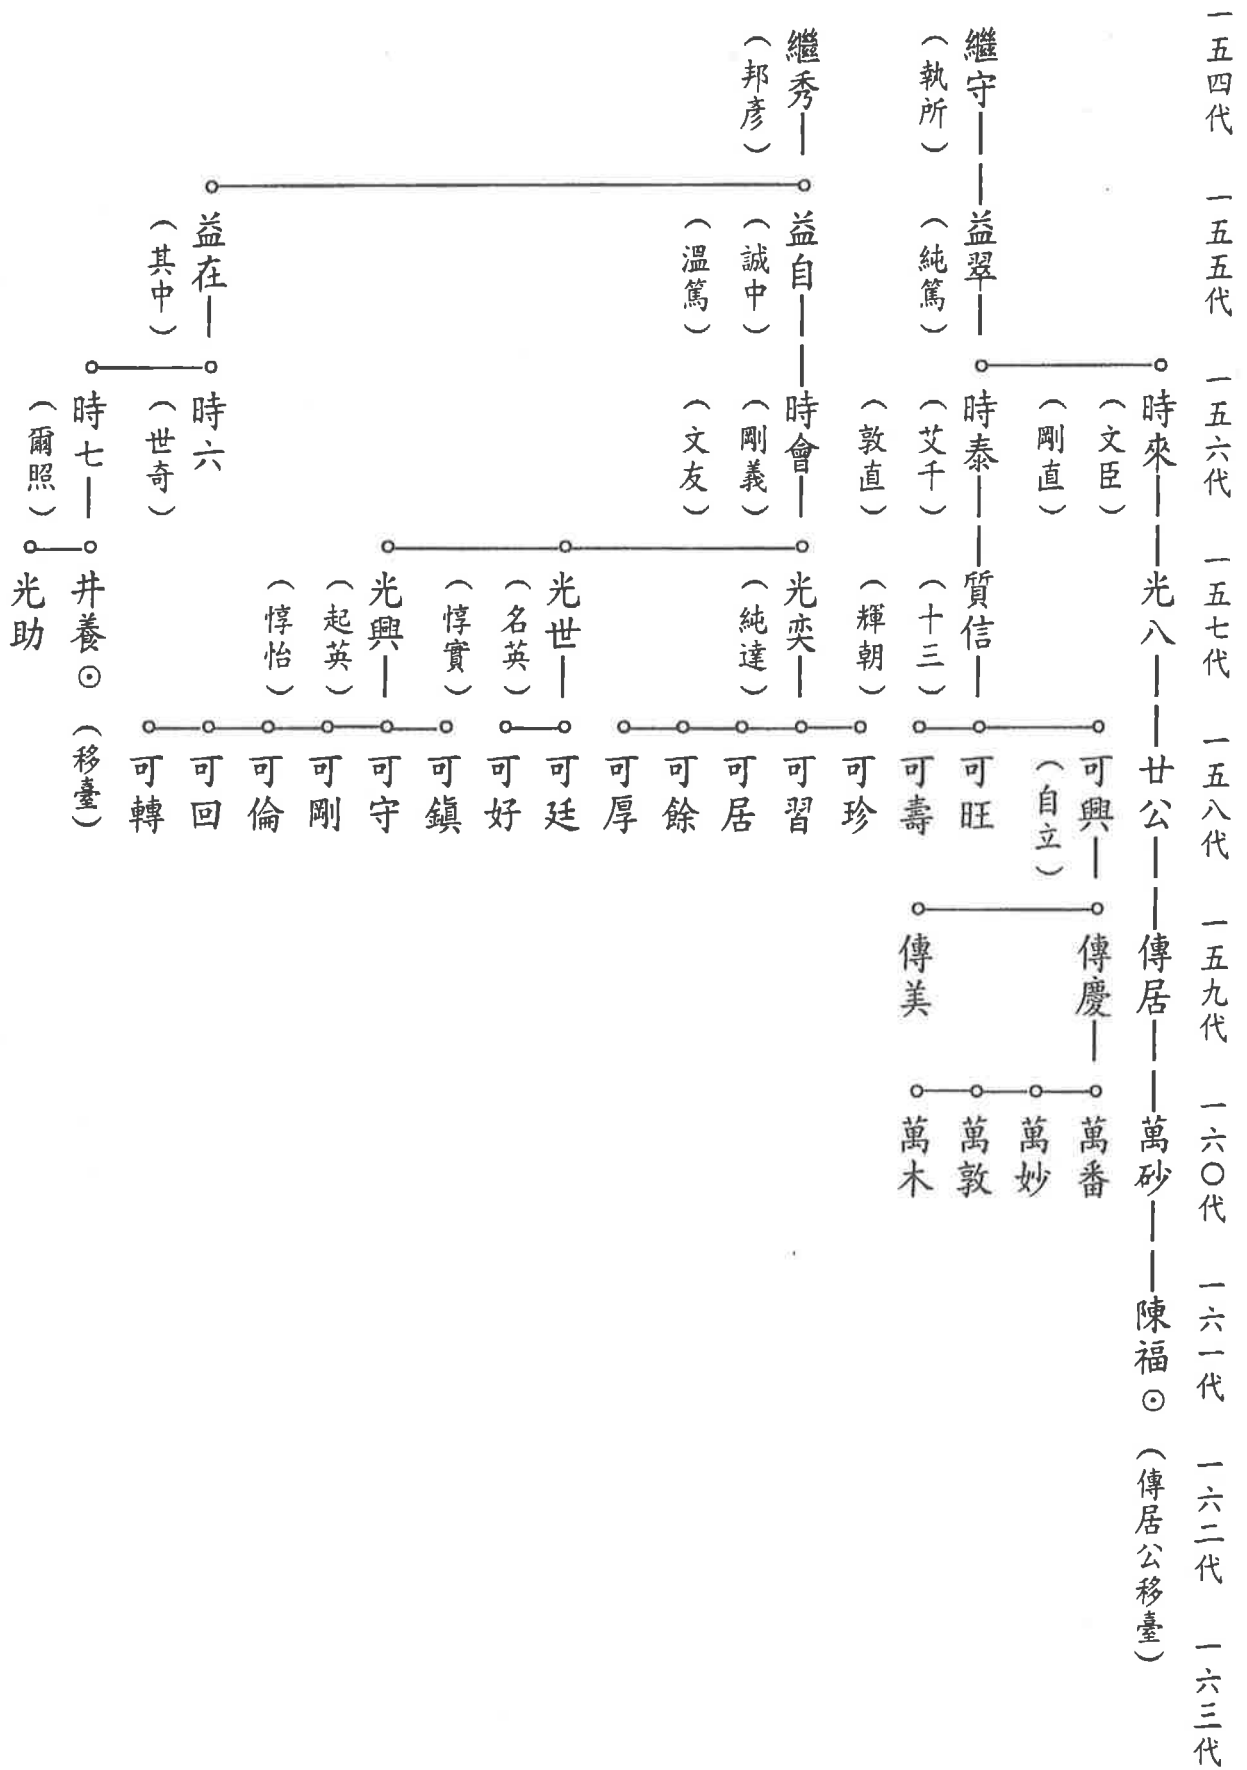 一五四代　一五五代　一五六代　一五七代　一五八代　一五九代　一六〇代　一六一代　一六二代　一六三代
時來　光八　廿公　傳居　萬砂　陳福⊙（傳居公移臺）
（文臣）
可興　傳慢　萬番
（剛直）
（自立）
萬妙
繼守　益翠　時泰　質信　可旺　萬敦
（執所）（純篤）（艾千）（十三）
可壽　傳美　萬木
（敦直）（輝朝）
可珍
繼秀　益自　時會　光奕　可習
（邦彥）（誠中）（剛義）（純達）
可居
（溫篤）（文友）
可餘
可厚
光世　可廷
（名英）
可好
（惇實）
可鎮
光興　可守
（起英）
可剛
（惇怡）
可倫
益在　時六
可回
（其中）（世奇）
可轉
時七　井養⊙（移臺）
（爾照）
光助